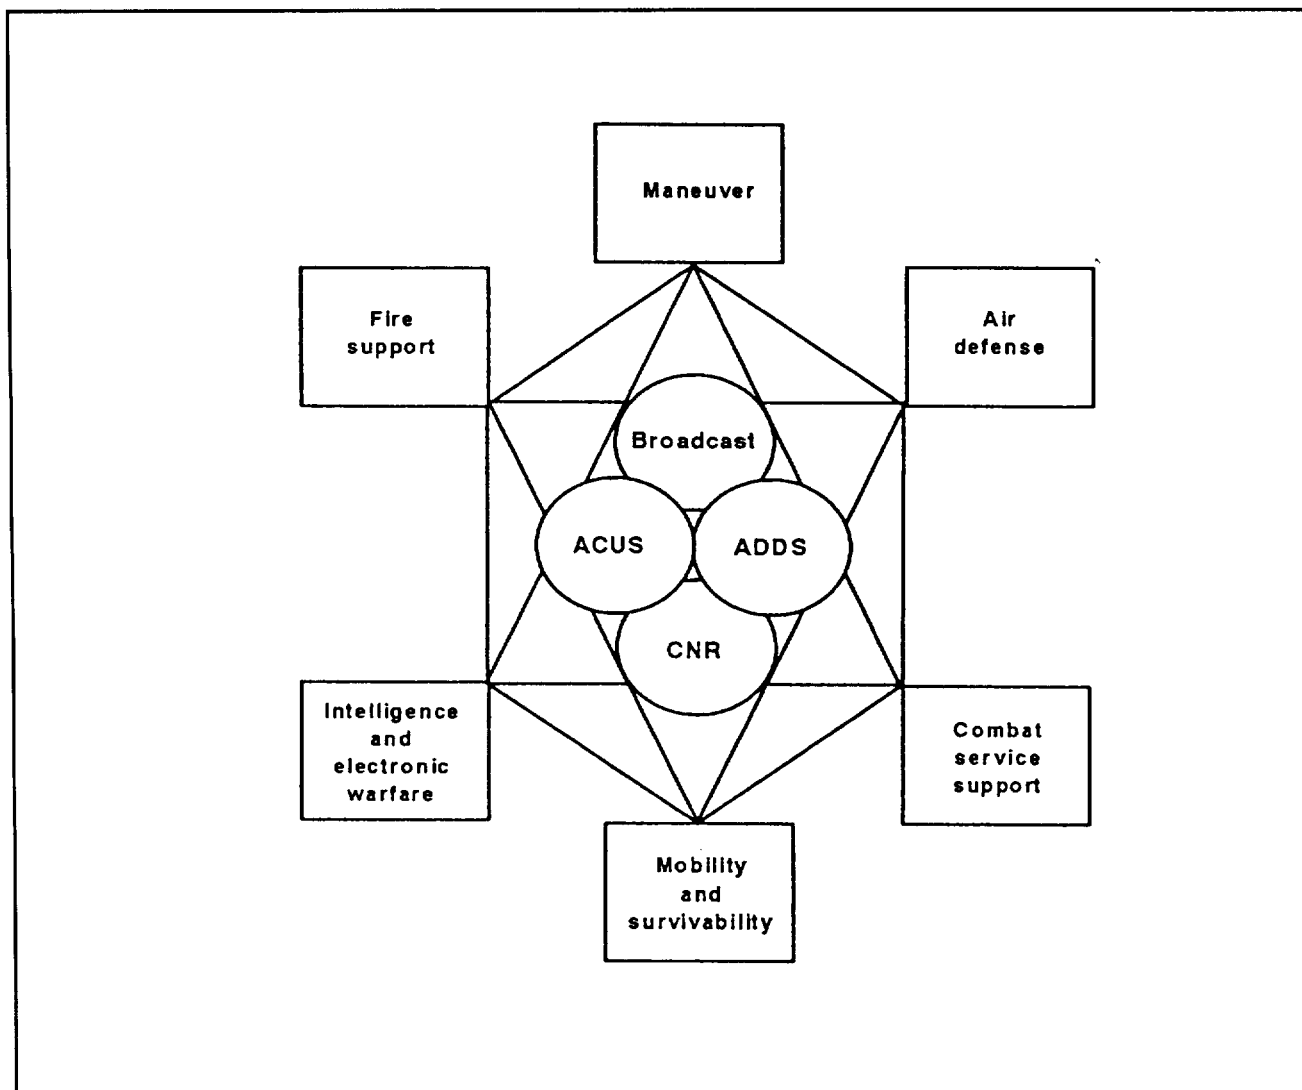 Maneuver
Fire
support
Air
defense
Broadcast
ACUS
ADDS
CNR
Intelligence
and
electronic
warfare
Combat
service
support
Mobility
and
survivability